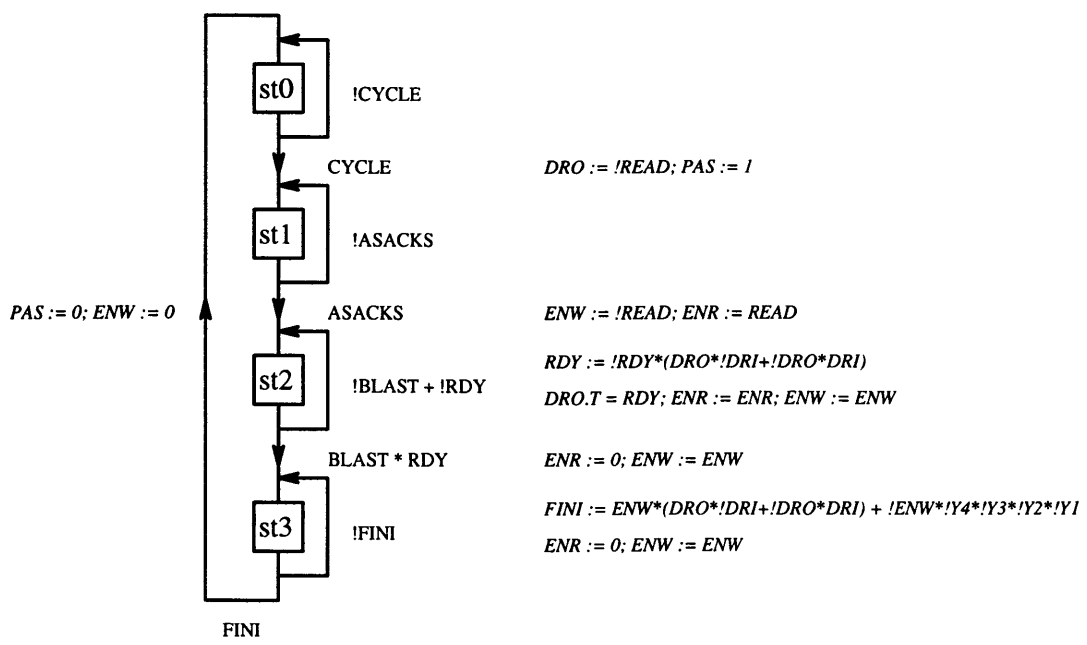 st0
!CYCLE
CYCLE DRO := !READ; PAS := 1
st1
!ASACKS
PAS := 0; ENW := 0 ASACKS ENW := !READ; ENR := READ
RDY := !RDY*(DRO*!DRI+!DRO*DRI)
st2
!BLAST + !RDY
DRO.T = RDY; ENR := ENR; ENW := ENW
BLAST * RDY ENR := 0; ENW := ENW
FINI := ENW*(DRO*!DRI+!DRO*DRI) + !ENW*!Y4*!Y3*!Y2*!Y1
st3
!FINI
ENR := 0; ENW := ENW
FINI